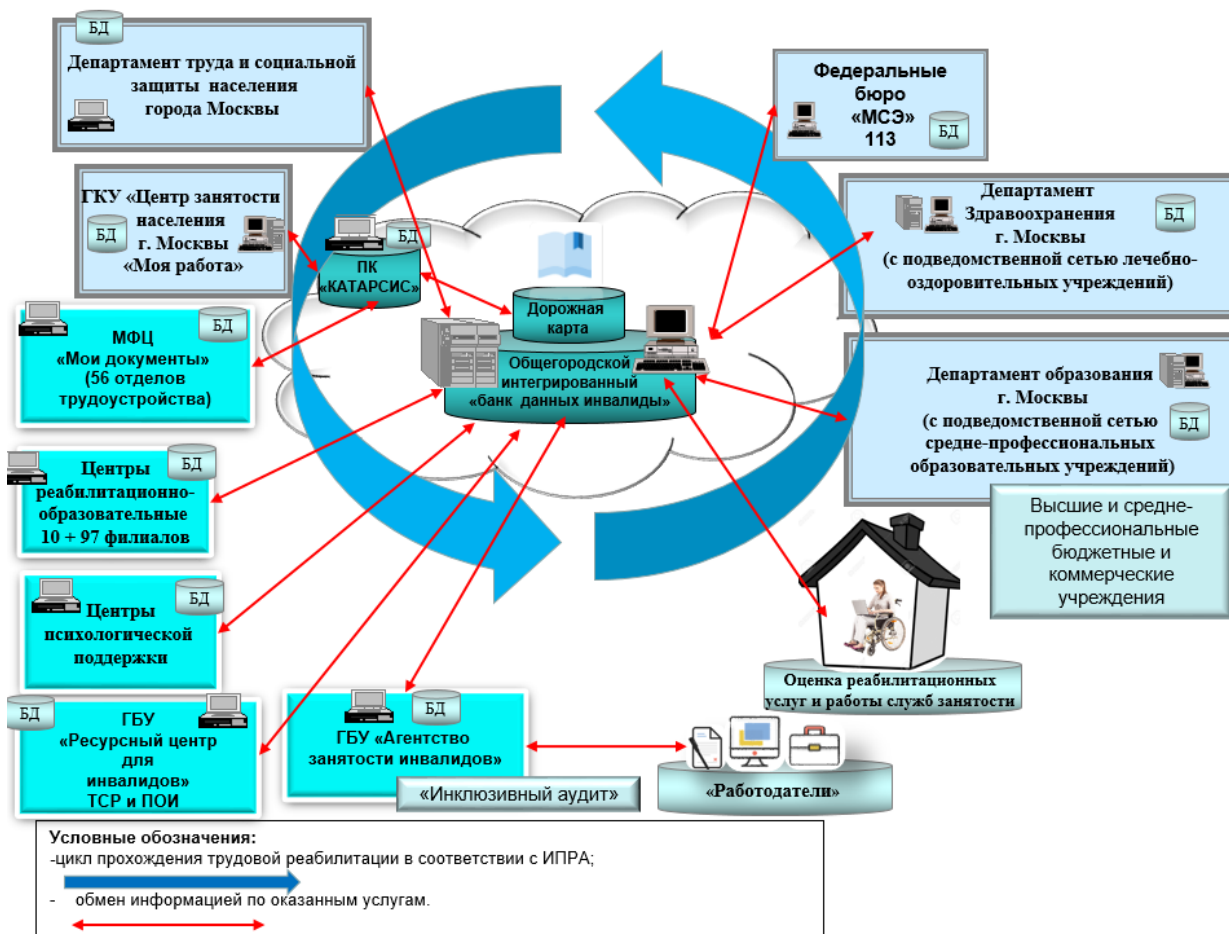 БД
Департамент труда и социальной
защиты населения
города Москвы
Федеральные
бюро
«МСЭ»
113
БД
ГКУ «Центр занятости
населения
г. Москвы
«Моя работа»
БД
БД
ПК
«КАТАРСИС»
Дорожная
карта
Общегородской
интегрированный
«банк данных инвалиды»
Департамент
Здравоохранения
г. Москвы
(с подведомственной сетью лечебно-
оздоровительных учреждений)
БД
БД
МФЦ
«Мои документы»
(56 отделов
трудоустройства)
Департамент образования
г. Москвы
(с подведомственной сетью
средне-профессиональных
образовательных учреждений)
БД
БД
Центры
реабилитационно-
образовательные
10 + 97 филиалов
Высшие и средне-
профессиональные
бюджетные и
коммерческие
учреждения
БД
Центры
психологической
поддержки
Оценка реабилитационных
услуг и работы служб занятости
БД
ГБУ
«Ресурсный центр
для
инвалидов»
ТСР и ПОИ
БД
ГБУ «Агентство
занятости инвалидов»
«Инклюзивный аудит»
«Работодатели»
Условные обозначения:
-цикл прохождения трудовой реабилитации в соответствии с ИПРА;
- обмен информацией по оказанным услугам.